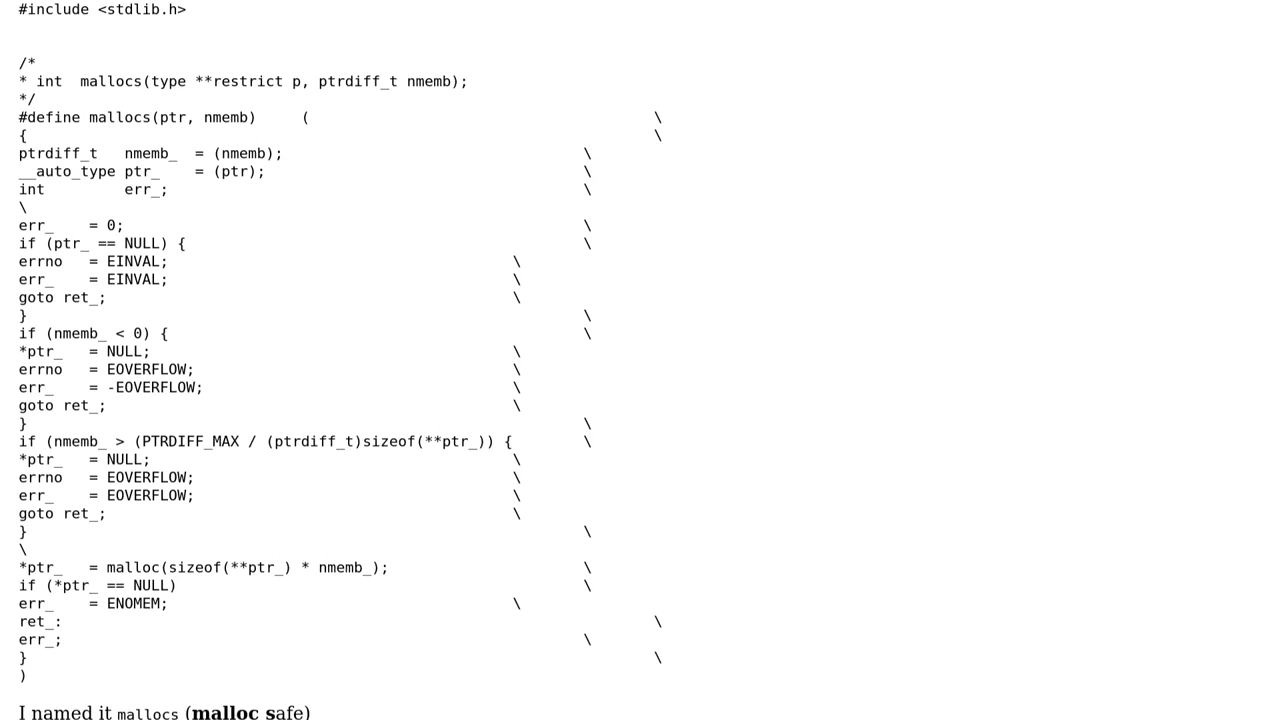 #include <stdlib.h>
/*
* int  mallocs(type **restrict p, ptrdiff_t nmemb);
*/
#define mallocs(ptr, nmemb)     (                                       \
{                                                                       \
ptrdiff_t   nmemb_  = (nmemb);                                  \
__auto_type ptr_    = (ptr);                                    \
int         err_;                                               \
\
err_    = 0;                                                    \
if (ptr_ == NULL) {                                             \
errno   = EINVAL;                                       \
err_    = EINVAL;                                       \
goto ret_;                                              \
}                                                               \
if (nmemb_ < 0) {                                               \
*ptr_   = NULL;                                         \
errno   = EOVERFLOW;                                    \
err_    = -EOVERFLOW;                                   \
goto ret_;                                              \
}                                                               \
if (nmemb_ > (PTRDIFF_MAX / (ptrdiff_t)sizeof(**ptr_)) {        \
*ptr_   = NULL;                                         \
errno   = EOVERFLOW;                                    \
err_    = EOVERFLOW;                                    \
goto ret_;                                              \
}                                                               \
\
*ptr_   = malloc(sizeof(**ptr_) * nmemb_);                      \
if (*ptr_ == NULL)                                              \
err_    = ENOMEM;                                       \
ret_:                                                                   \
err_;                                                           \
}                                                                       \
)
I named it mallocs (malloc safe)